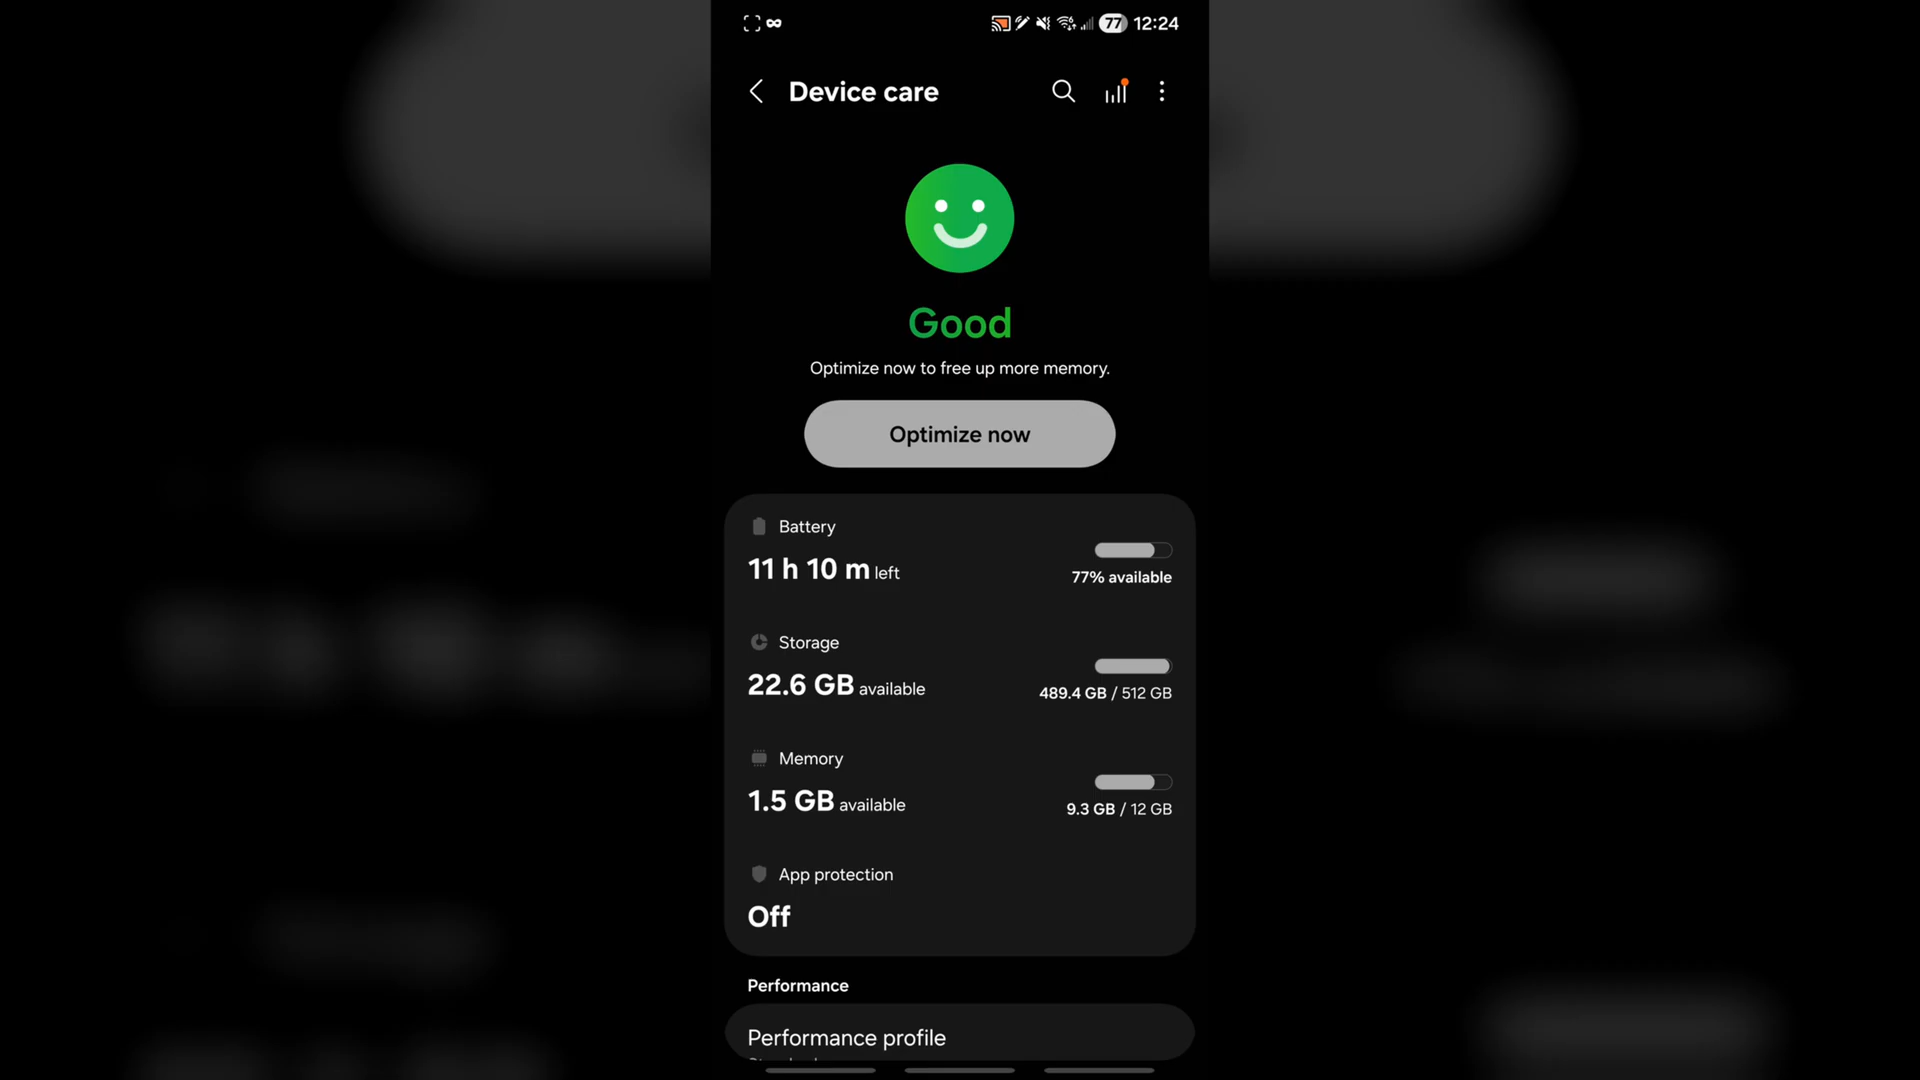 77 12:24
Device care
Good
Optimize now to free up more memory.
Optimize now
Battery
11 h 10 m left
77% available
Storage
22.6 GB available
489.4 GB / 512 GB
Memory
1.5 GB available
9.3 GB / 12 GB
App protection
Off
Performance
Performance profile